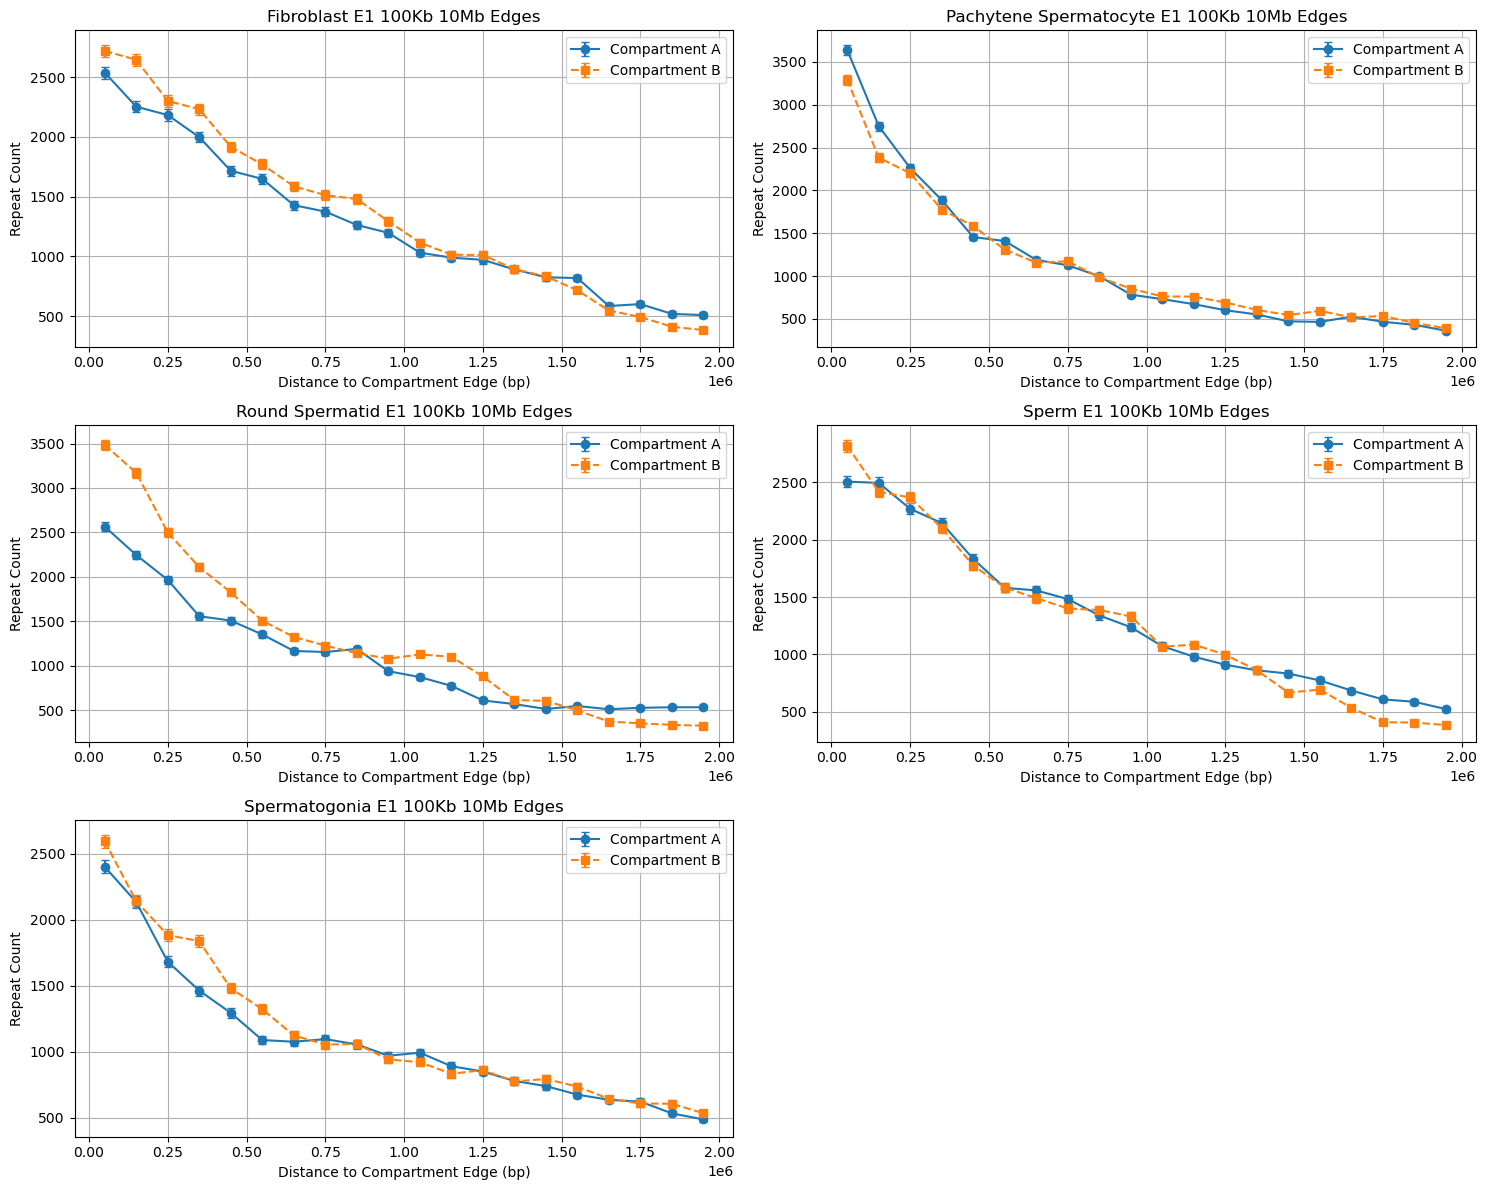 Fibroblast E1 100Kb 10Mb Edges
Repeat Count
2500
2000
1500
1000
500
Compartment A
Compartment B
0.00 0.25 0.50 0.75 1.00 1.25 1.50 1.75 2.00
1e6
Distance to Compartment Edge (bp)
Pachytene Spermatocyte E1 100Kb 10Mb Edges
Repeat Count
3500
3000
2500
2000
1500
1000
500
Compartment A
Compartment B
0.00 0.25 0.50 0.75 1.00 1.25 1.50 1.75 2.00
1e6
Distance to Compartment Edge (bp)
Round Spermatid E1 100Kb 10Mb Edges
Repeat Count
3500
3000
2500
2000
1500
1000
500
Compartment A
Compartment B
0.00 0.25 0.50 0.75 1.00 1.25 1.50 1.75 2.00
1e6
Distance to Compartment Edge (bp)
Sperm E1 100Kb 10Mb Edges
Repeat Count
2500
2000
1500
1000
500
Compartment A
Compartment B
0.00 0.25 0.50 0.75 1.00 1.25 1.50 1.75 2.00
1e6
Distance to Compartment Edge (bp)
Spermatogonia E1 100Kb 10Mb Edges
Repeat Count
2500
2000
1500
1000
500
Compartment A
Compartment B
0.00 0.25 0.50 0.75 1.00 1.25 1.50 1.75 2.00
1e6
Distance to Compartment Edge (bp)